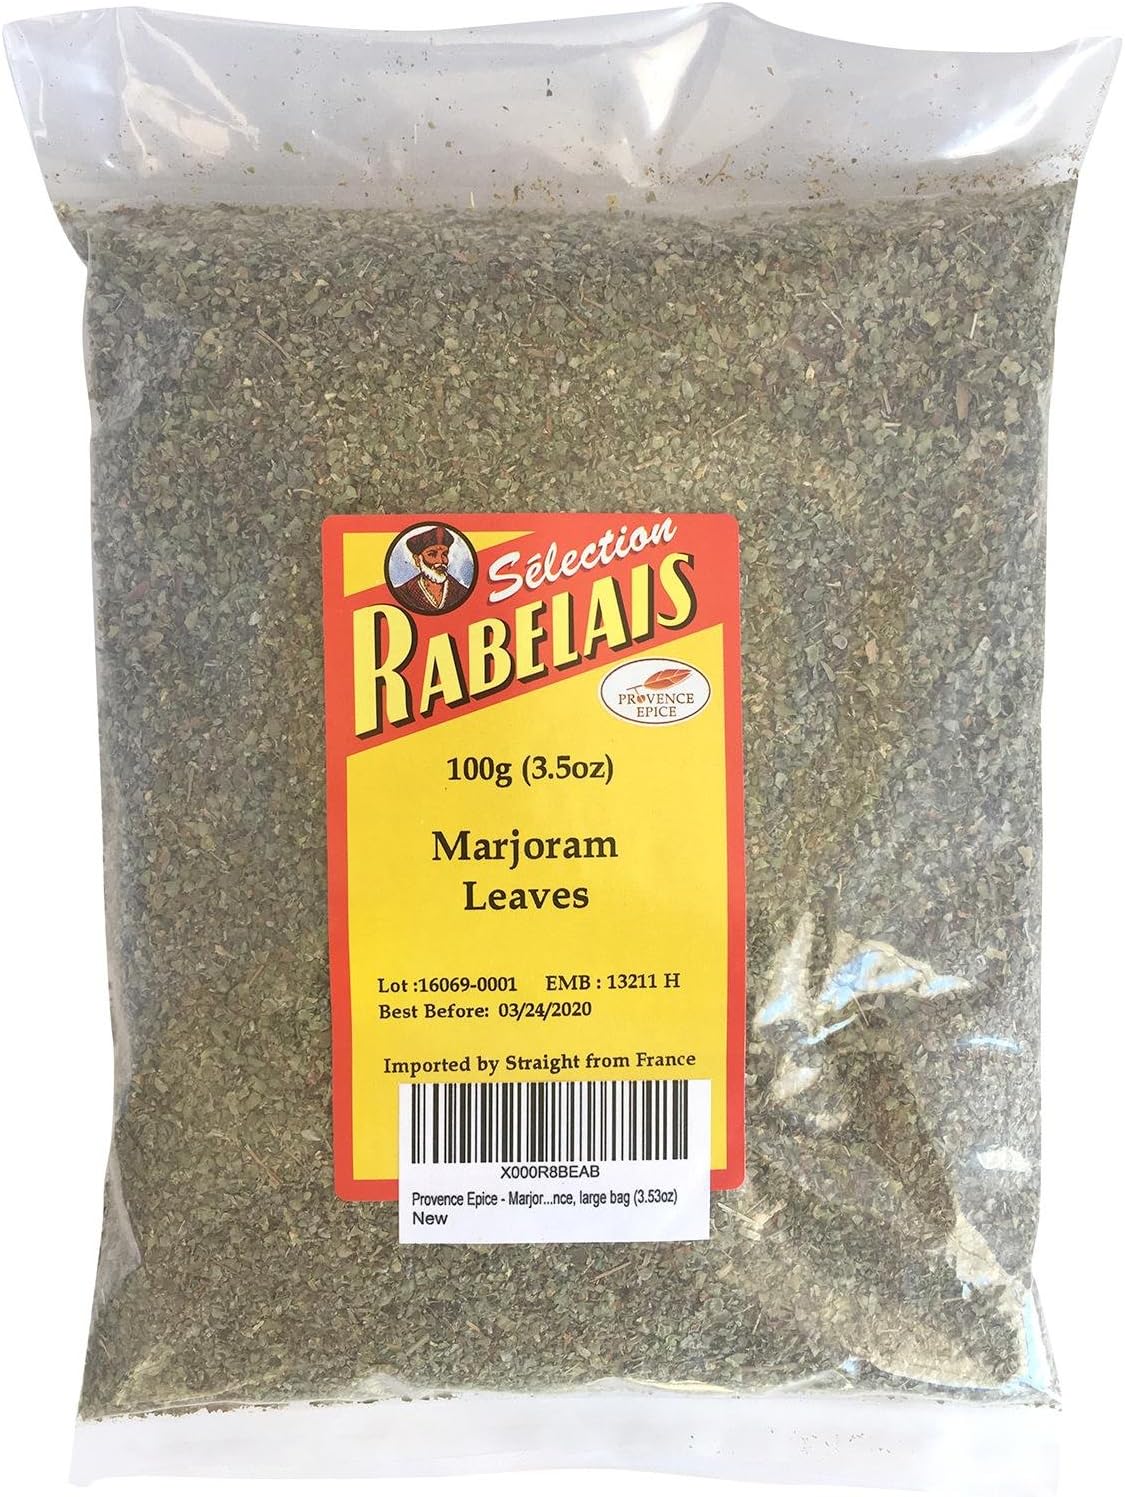 Sélection
RABELAIS
PROVENCE
EPICE
100g (3.5oz)
Marjoram
Leaves
Lot :16069-0001 EMB : 13211 H
Best Before: 03/24/2020
Imported by Straight from France
X000R8BEAB
Provence Epice - Marjor...nce, large bag (3.53oz)
New